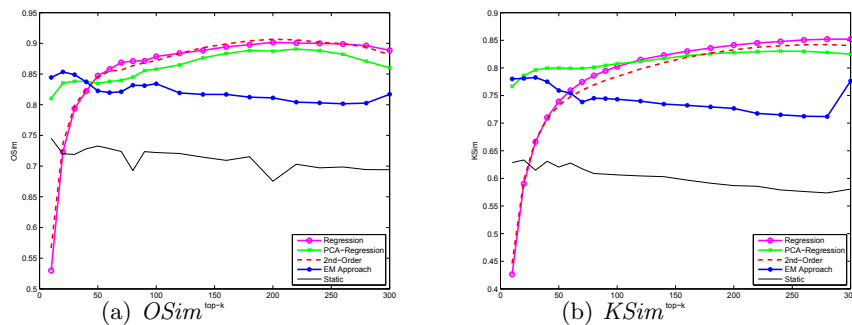 0.95
0.9
0.85
0.8
0.75
0.7
0.65
0.6
0.55
0.5
OSim
0 50 100 150 200 250 300
top-k
Regression
PCA-Regression
2nd-Order
EM Approach
Static
(a) OSim
0.85
0.8
0.75
0.7
0.65
0.6
0.55
0.5
0.45
0.4
KSim
0 50 100 150 200 250 300
top-k
Regression
PCA-Regression
2nd-Order
EM Approach
Static
(b) KSim